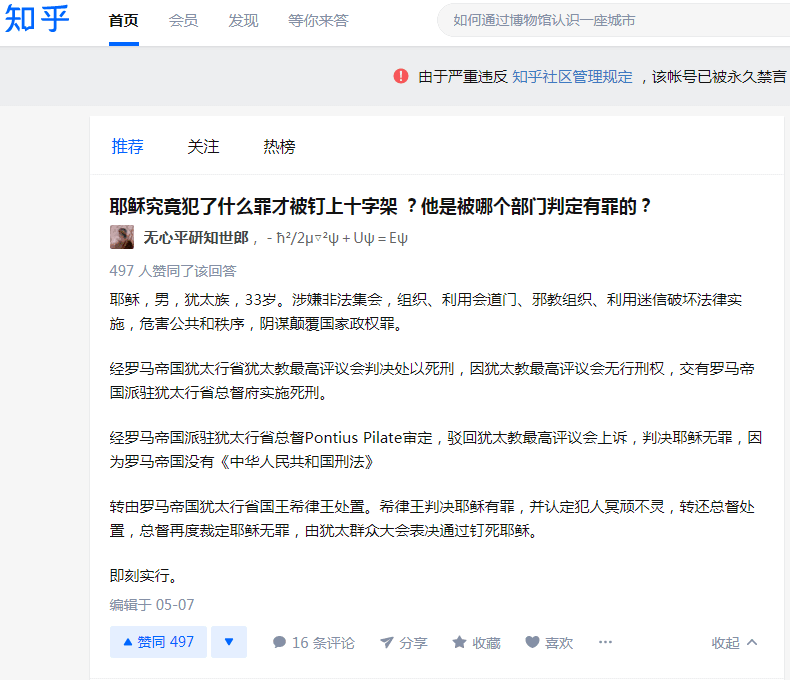 知乎 首页 会员 发现 等你来答 如何通过博物馆认识一座城市
由于严重违反 知乎社区管理规定 ，该帐号已被永久禁言
推荐 关注 热榜
耶稣究竟犯了什么罪才被钉上十字架 ？他是被哪个部门判定有罪的？
无心平研知世郎 ， - ħ²/2μ▿²ψ + Uψ = Eψ
497 人赞同了该回答
耶稣，男，犹太族，33岁。涉嫌非法集会，组织、利用会道门、邪教组织、利用迷信破坏法律实
施，危害公共和秩序，阴谋颠覆国家政权罪。
经罗马帝国犹太行省犹太教最高评议会判决处以死刑，因犹太教最高评议会无行刑权，交有罗马帝
国派驻犹太行省总督府实施死刑。
经罗马帝国派驻犹太行省总督Pontius Pilate审定，驳回犹太教最高评议会上诉，判决耶稣无罪，因
为罗马帝国没有《中华人民共和国刑法》
转由罗马帝国犹太行省国王希律王处置。希律王判决耶稣有罪，并认定犯人冥顽不灵，转还总督处
置，总督再度裁定耶稣无罪，由犹太群众大会表决通过钉死耶稣。
即刻实行。
编辑于 05-07
赞同 497 16 条评论 分享 收藏 喜欢 ··· 收起